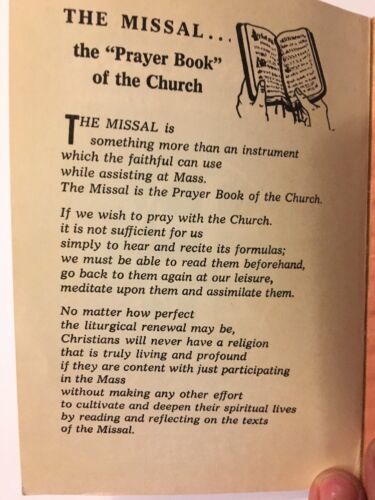 THE MISSAL...
the "Prayer Book"
of the Church
THE MISSAL is
something more than an instrument
which the faithful can use
while assisting at Mass.
The Missal is the Prayer Book of the Church.
If we wish to pray with the Church.
it is not sufficient for us
simply to hear and recite its formulas;
we must be able to read them beforehand,
go back to them again at our leisure,
meditate upon them and assimilate them.
No matter how perfect
the liturgical renewal may be,
Christians will never have a religion
that is truly living and profound
if they are content with just participating
in the Mass
without making any other effort
to cultivate and deepen their spiritual lives
by reading and reflecting on the texts
of the Missal.